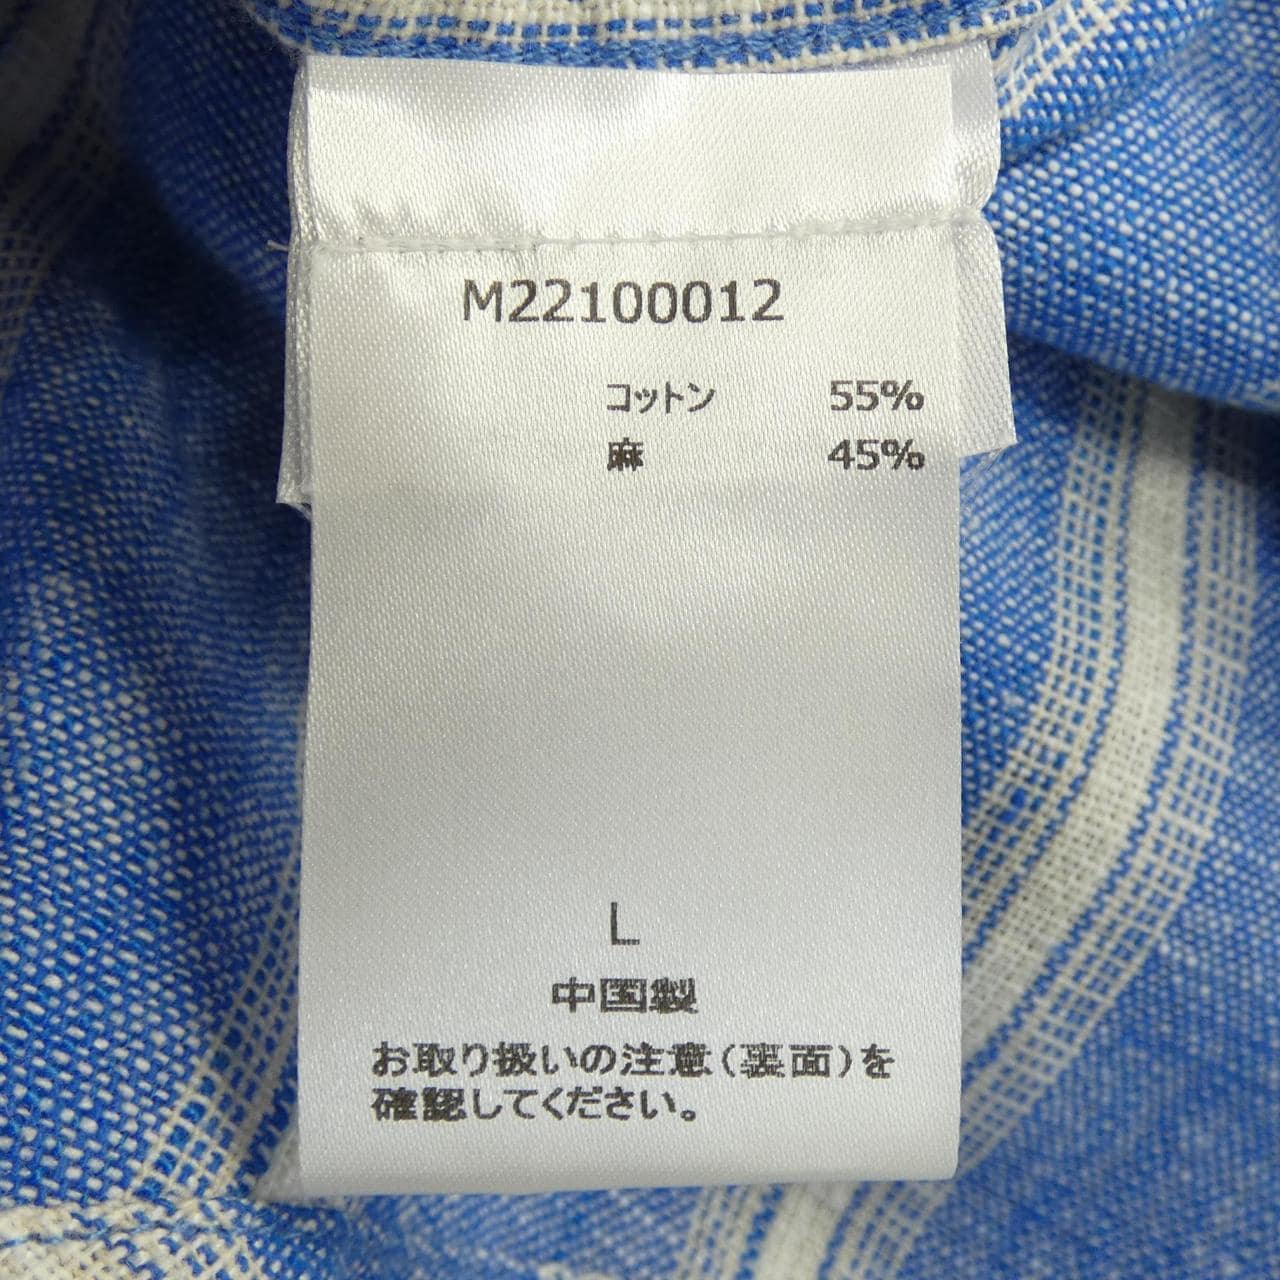 M22100012
コットン 55%
麻 45%
L
中国製
お取り扱いの注意(裏面)を
確認してください。